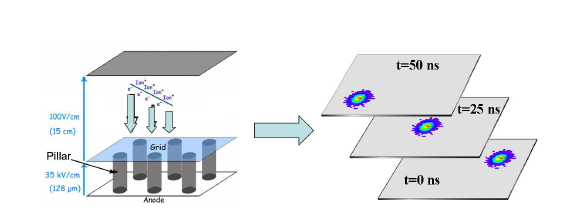 Ion⁺
Ion⁺
e⁻ Ion⁺
e⁻ Ion⁺
e⁻
e⁻
100V/cm
(15 cm)
Grid
Pillar
35 kV/cm
(128 µm)
Anode
t=50 ns
t=25 ns
t=0 ns